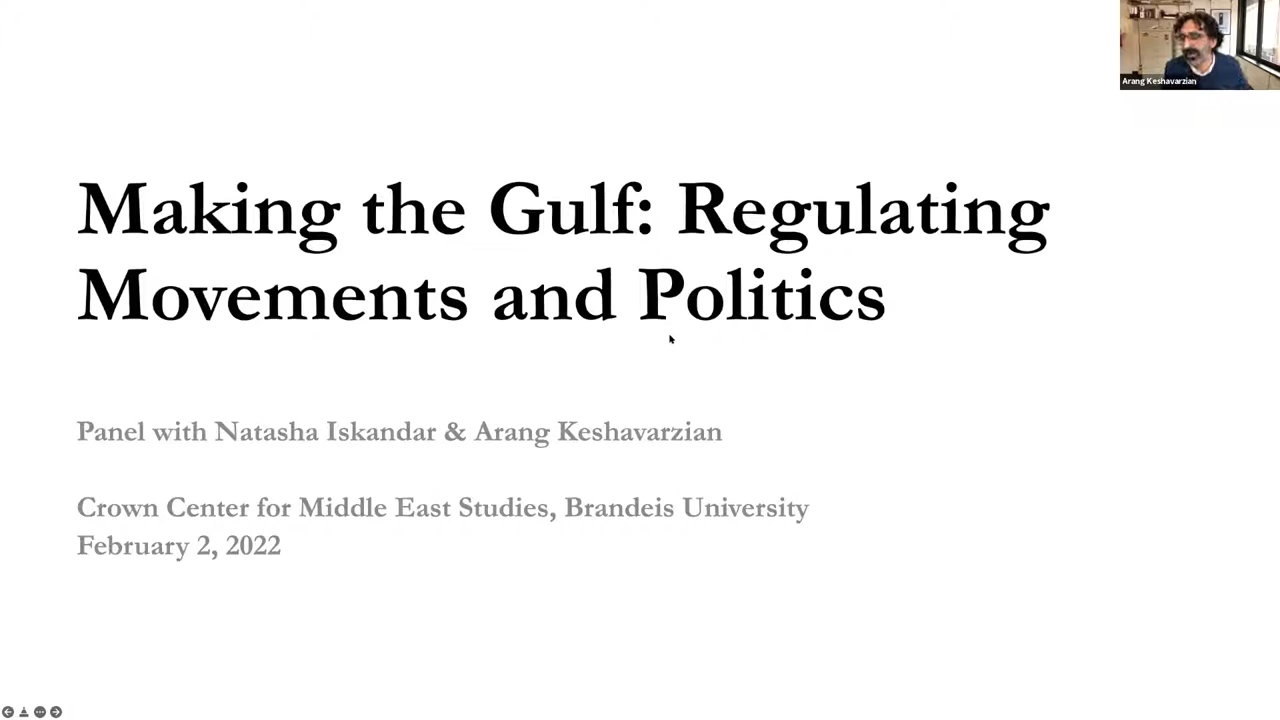 Arang Keshavarzian
Making the Gulf: Regulating
Movements and Politics
Panel with Natasha Iskandar & Arang Keshavarzian
Crown Center for Middle East Studies, Brandeis University
February 2, 2022